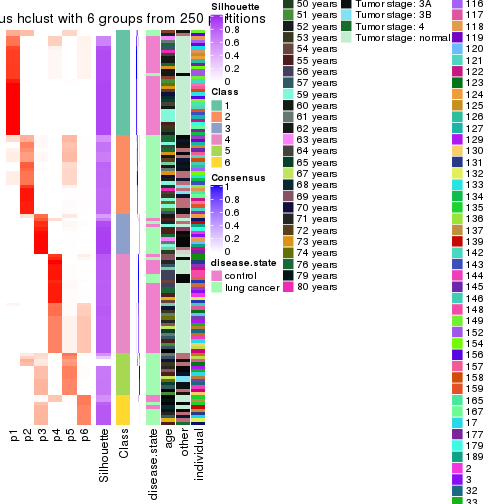 us hclust with 6 groups from 250 partitions
p1
p2
p3
p4
p5
p6
Silhouette
Class
disease.state
age
other
individual
Silhouette
1
0.8
0.6
0.4
0.2
0
Class
1
2
3
4
5
6
Consensus
1
0.8
0.6
0.4
0.2
0
disease.state
control
lung cancer
50 years
51 years
52 years
53 years
54 years
55 years
56 years
57 years
59 years
60 years
61 years
62 years
63 years
64 years
65 years
67 years
68 years
69 years
70 years
71 years
72 years
73 years
74 years
76 years
79 years
80 years
Tumor stage: 3A
Tumor stage: 3B
Tumor stage: 4
Tumor stage: normal
116
117
118
119
120
121
122
123
124
125
126
127
129
130
131
132
133
134
135
136
137
139
142
143
144
145
146
148
149
152
156
157
158
159
165
167
17
177
179
189
2
3
32
33